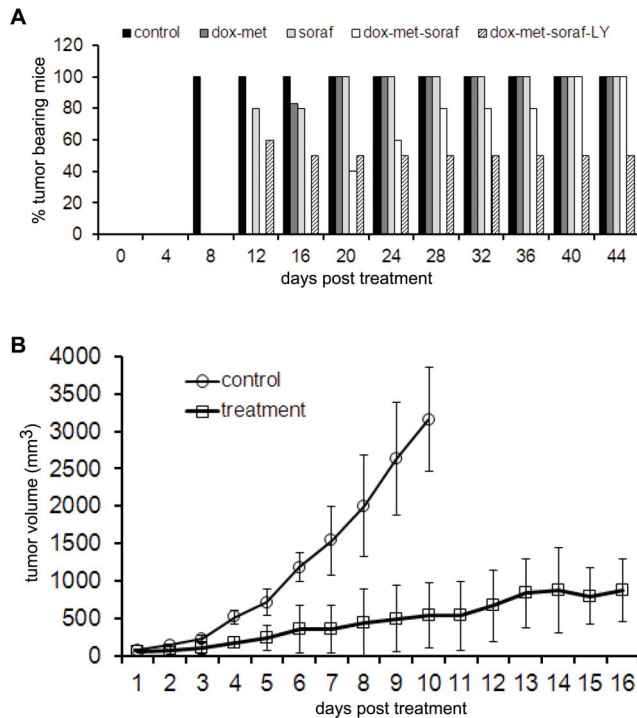 A
control dox-met soraf dox-met-soraf dox-met-soraf-LY
120
100
80
60
40
20
0
% tumor bearing mice
0 4 8 12 16 20 24 28 32 36 40 44
days post treatment
B
4000
3500
3000
2500
2000
1500
1000
500
0
tumor volume (mm³)
control
treatment
1 2 3 4 5 6 7 8 9 10 11 12 13 14 15 16
days post treatment